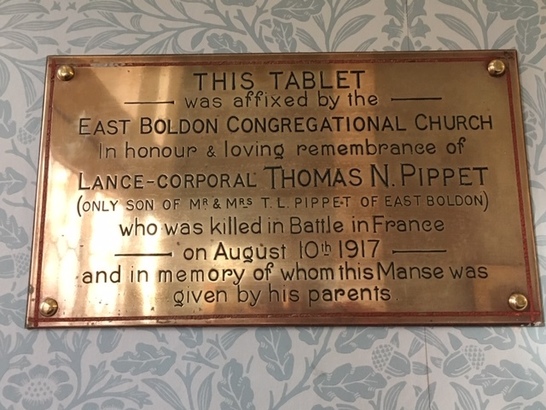 THIS TABLET
was affixed by the
EAST BOLDON CONGREGATIONAL CHURCH
In honour & loving remembrance of
LANCE-CORPORAL THOMAS N. PIPPET
(ONLY SON OF MR & MRS T. L. PIPPET OF EAST BOLDON)
who was killed in Battle in France
on August 10th 1917
and in memory of whom this Manse was
given by his parents.